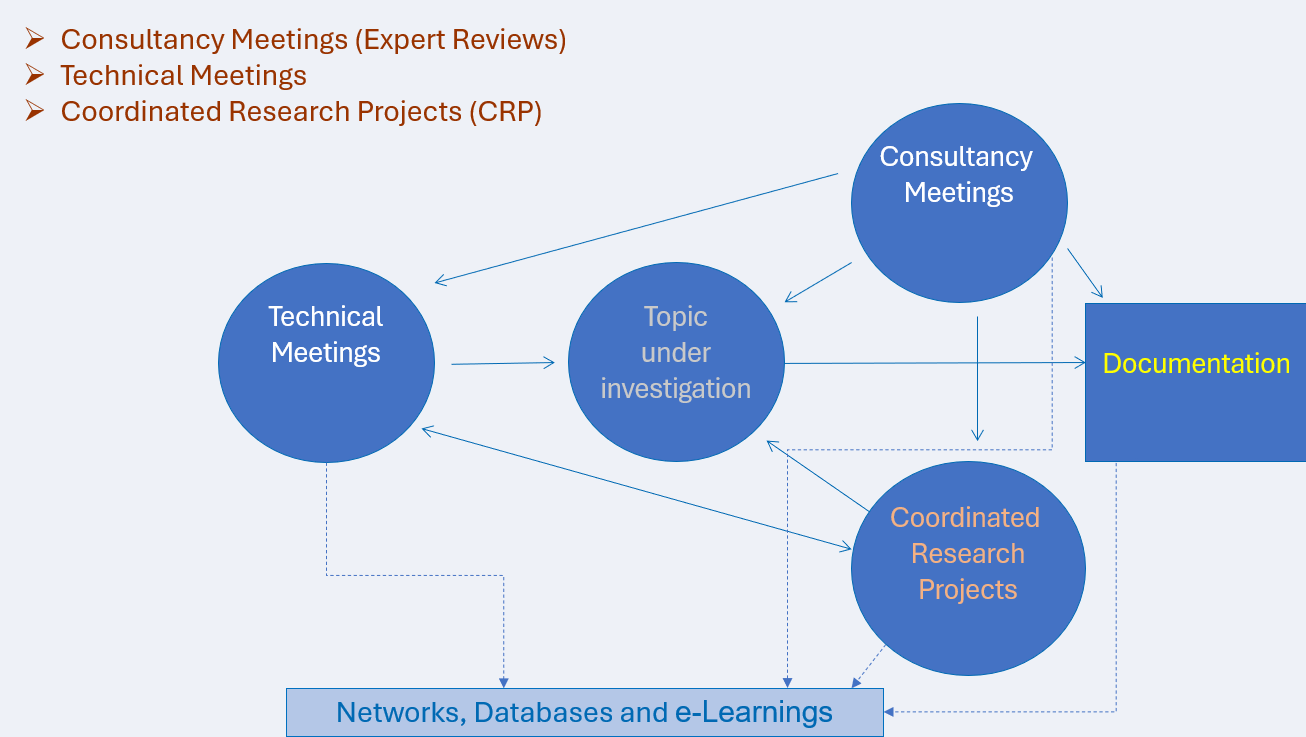 Consultancy Meetings (Expert Reviews)
Technical Meetings
Coordinated Research Projects (CRP)
Consultancy
Meetings
Technical
Meetings
Topic
under
investigation
Documentation
Coordinated
Research
Projects
Networks, Databases and e-Learnings